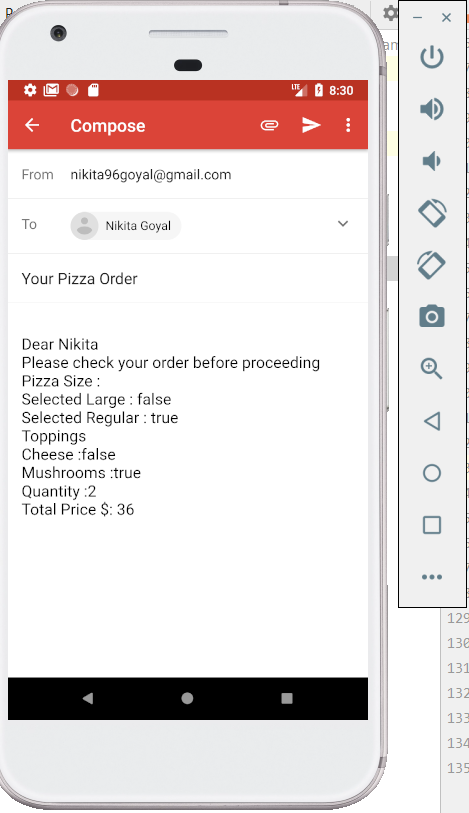 LTE 8:30
Compose
From nikita96goyal@gmail.com
To Nikita Goyal
Your Pizza Order
Dear Nikita
Please check your order before proceeding
Pizza Size :
Selected Large : false
Selected Regular : true
Toppings
Cheese :false
Mushrooms :true
Quantity :2
Total Price $: 36
129
130
131
132
133
134
135